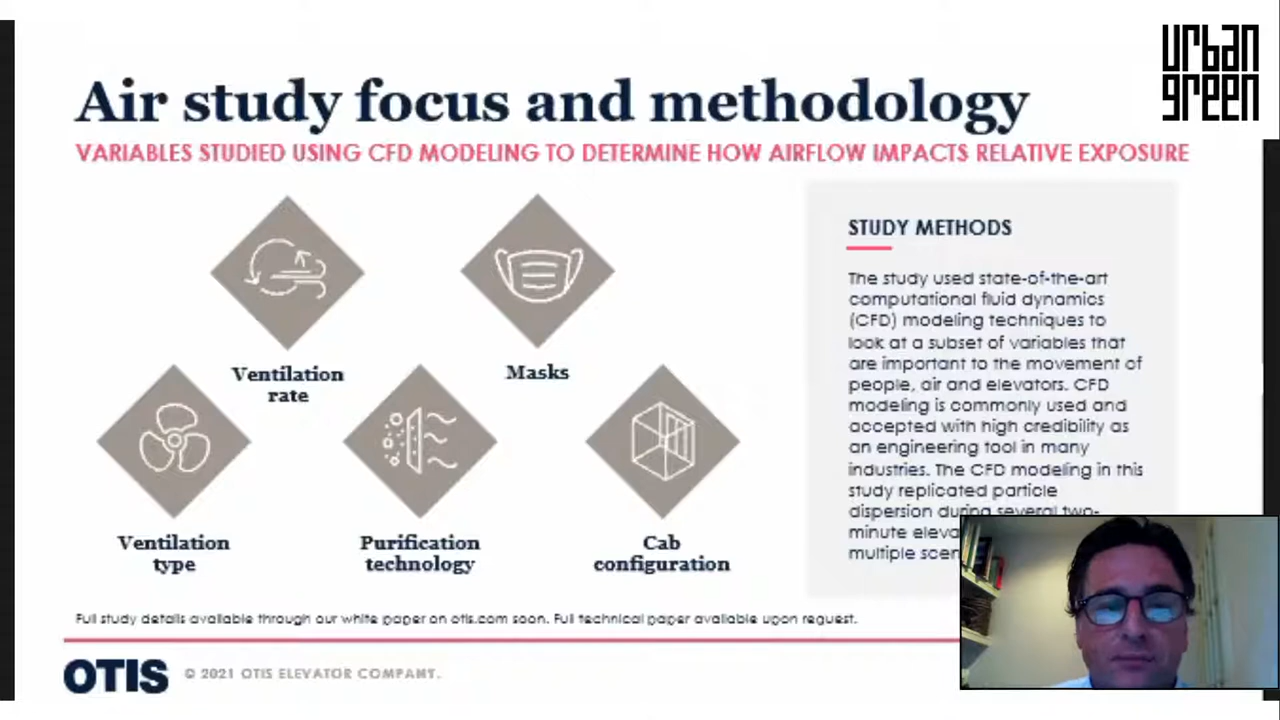 urban
green
Air study focus and methodology
VARIABLES STUDIED USING CFD MODELING TO DETERMINE HOW AIRFLOW IMPACTS RELATIVE EXPOSURE
Ventilation
rate
Masks
Ventilation
type
Purification
technology
Cab
configuration
STUDY METHODS
The study used state-of-the-art
computational fluid dynamics
(CFD) modeling techniques to
look at a subset of variables that
are important to the movement of
people, air and elevators. CFD
modeling is commonly used and
accepted with high credibility as
an engineering tool in many
industries. The CFD modeling in this
study replicated particle
dispersion during several two-
minute
multiple
Full study details available through our white paper on otis.com soon. Full technical paper available upon request.
OTIS
© 2021 OTIS ELEVATOR COMPANY.